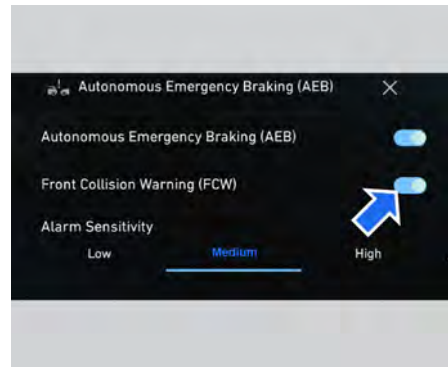 Autonomous Emergency Braking (AEB)
Autonomous Emergency Braking (AEB)
Front Collision Warning (FCW)
Alarm Sensitivity
Low Medium High